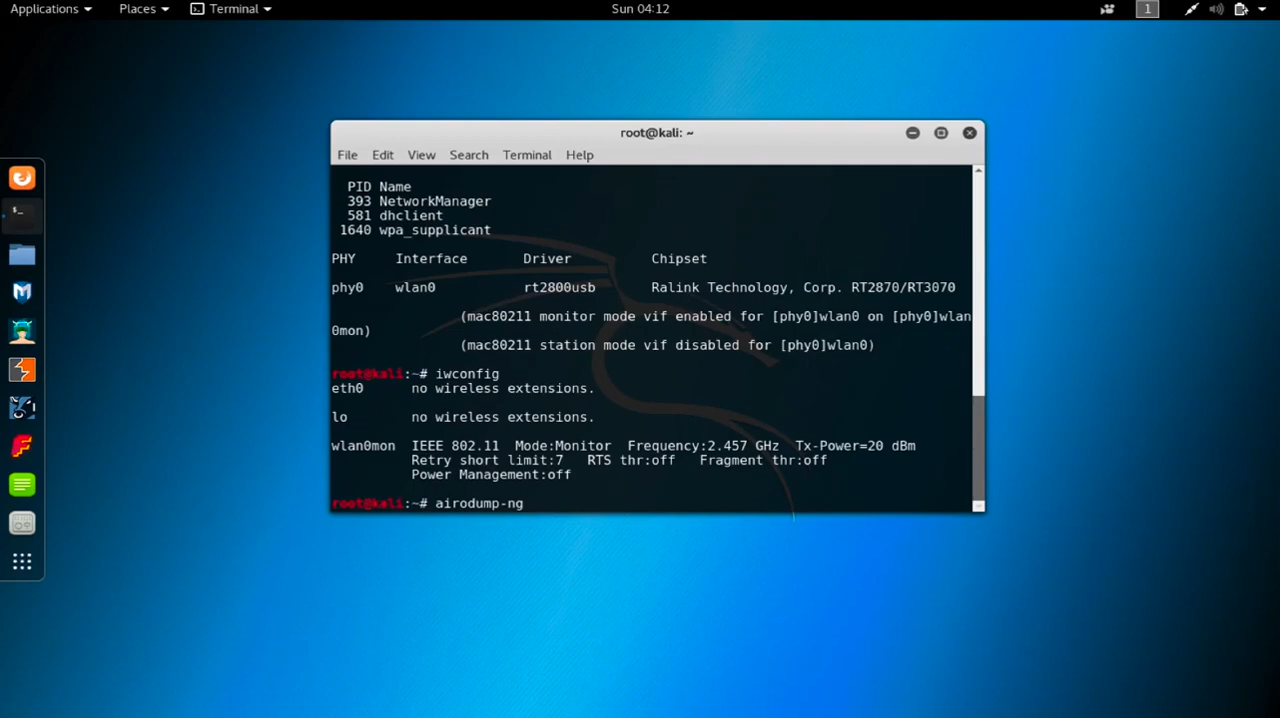 Applications Places Terminal Sun 04:12 1
root@kali: ~
File Edit View Search Terminal Help
PID Name
393 NetworkManager
581 dhclient
1640 wpa_supplicant
PHY Interface Driver Chipset
phy0 wlan0 rt2800usb Ralink Technology, Corp. RT2870/RT3070
(mac80211 monitor mode vif enabled for [phy0]wlan0 on [phy0]wlan
0mon)
(mac80211 station mode vif disabled for [phy0]wlan0)
root@kali:~# iwconfig
eth0 no wireless extensions.
lo no wireless extensions.
wlan0mon IEEE 802.11 Mode:Monitor Frequency:2.457 GHz Tx-Power=20 dBm
Retry short limit:7 RTS thr:off Fragment thr:off
Power Management:off
root@kali:~# airodump-ng